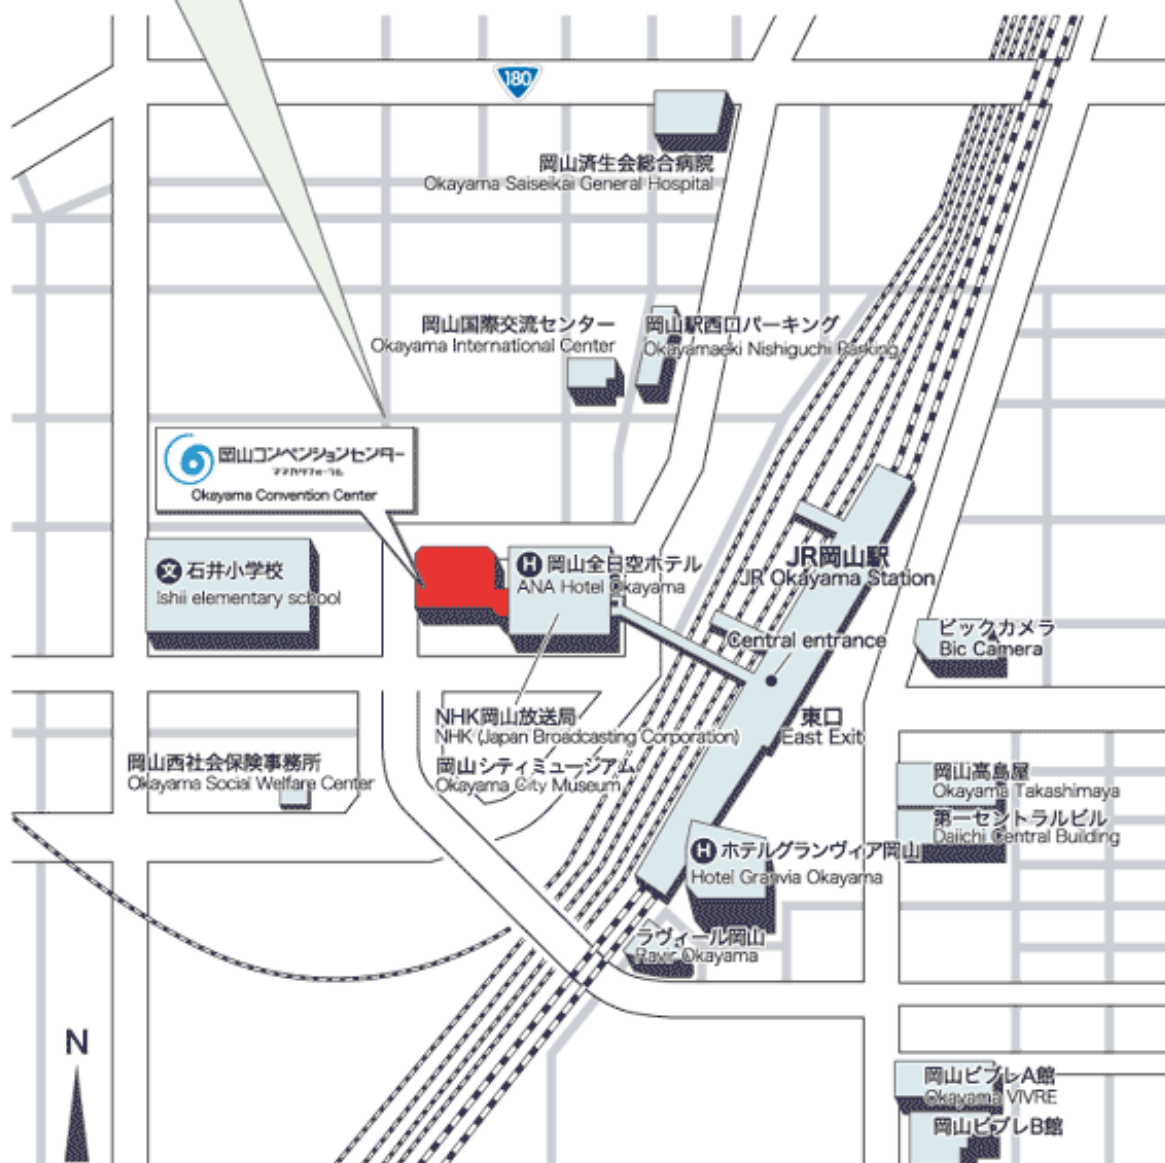 180
岡山済生会総合病院
Okayama Saiseikai General Hospital
岡山国際交流センター
Okayama International Center
岡山駅西口パーキング
Okayamaeki Nishiguchi Parking
岡山コンベンションセンター
ママカリフォーラム
Okayama Convention Center
文 石井小学校
Ishii elementary school
H 岡山全日空ホテル
ANA Hotel Okayama
JR岡山駅
JR Okayama Station
Central entrance
ビックカメラ
Bic Camera
NHK岡山放送局
NHK (Japan Broadcasting Corporation)
岡山シティミュージアム
Okayama City Museum
東口
East Exit
岡山西社会保険事務所
Okayama Social Welfare Center
岡山高島屋
Okayama Takashimaya
第一セントラルビル
Daiichi Central Building
H ホテルグランヴィア岡山
Hotel Granvia Okayama
ラヴィール岡山
Ravir Okayama
N
岡山ビブレA館
Okayama VIVRE
岡山ビブレB館